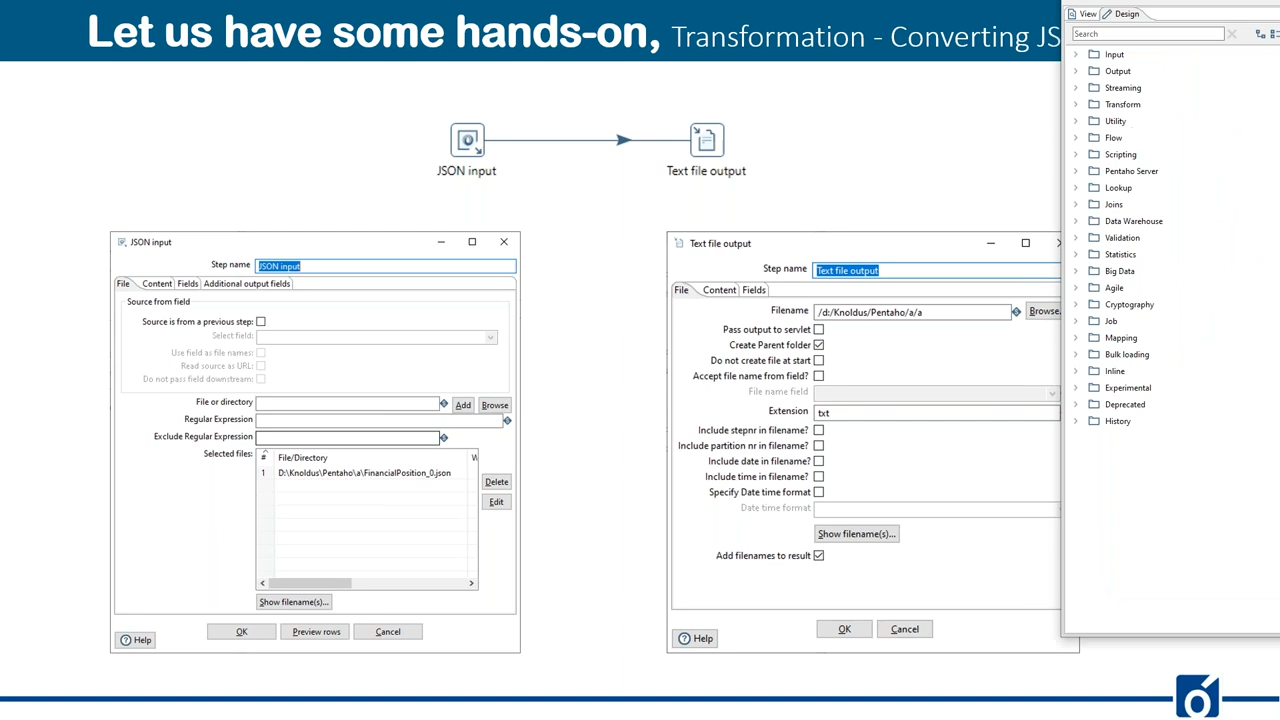 Let us have some hands-on, Transformation - Converting JS
JSON input
Text file output
JSON input
Step name JSON input
File Content Fields Additional output fields
Source from field
Source is from a previous step:
Select field:
Use field as file names:
Read source as URL:
Do not pass field downstream:
File or directory Add Browse
Regular Expression
Exclude Regular Expression
Selected files:
# File/Directory W
1 D:\Knoldus\Pentaho\a\FinancialPosition_0.json
Delete
Edit
Show filename(s)...
Help OK Preview rows Cancel
Text file output
Step name Text file output
File Content Fields
Filename /d:/Knoldus/Pentaho/a/a Browse.
Pass output to servlet
Create Parent folder
Do not create file at start
Accept file name from field?
File name field
Extension txt
Include stepnr in filename?
Include partition nr in filename?
Include date in filename?
Include time in filename?
Specify Date time format
Date time format
Show filename(s)...
Add filenames to result
Help OK Cancel
View Design
Search
Input
Output
Streaming
Transform
Utility
Flow
Scripting
Pentaho Server
Lookup
Joins
Data Warehouse
Validation
Statistics
Big Data
Agile
Cryptography
Job
Mapping
Bulk loading
Inline
Experimental
Deprecated
History